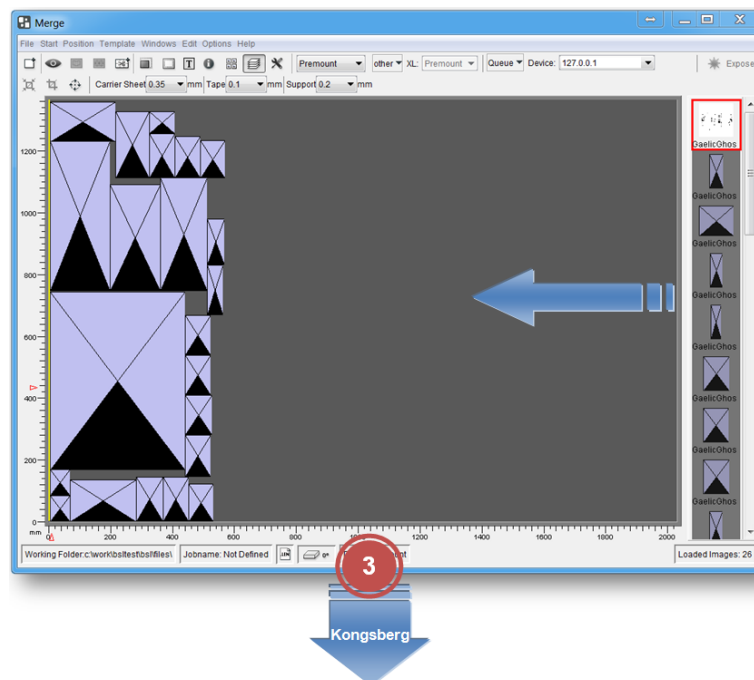 Merge
File Start Position Template Windows Edit Options Help
Premount other XL: Premount Queue Device: 127.0.0.1 Expose
Carrier Sheet 0.35 mm Tape 0.1 mm Support 0.2 mm
1200
1000
800
600
400
200
0
mm 0 200 400 600 800 1000 1200 1400 1600 1800 2000
GaelicGhos
GaelicGhos
GaelicGhos
GaelicGhos
GaelicGhos
GaelicGhos
GaelicGhos
GaelicGhos
Working Folder:c:\work\bsltest\bslfiles\ Jobname: Not Defined Loaded Images: 26
3
Kongsberg